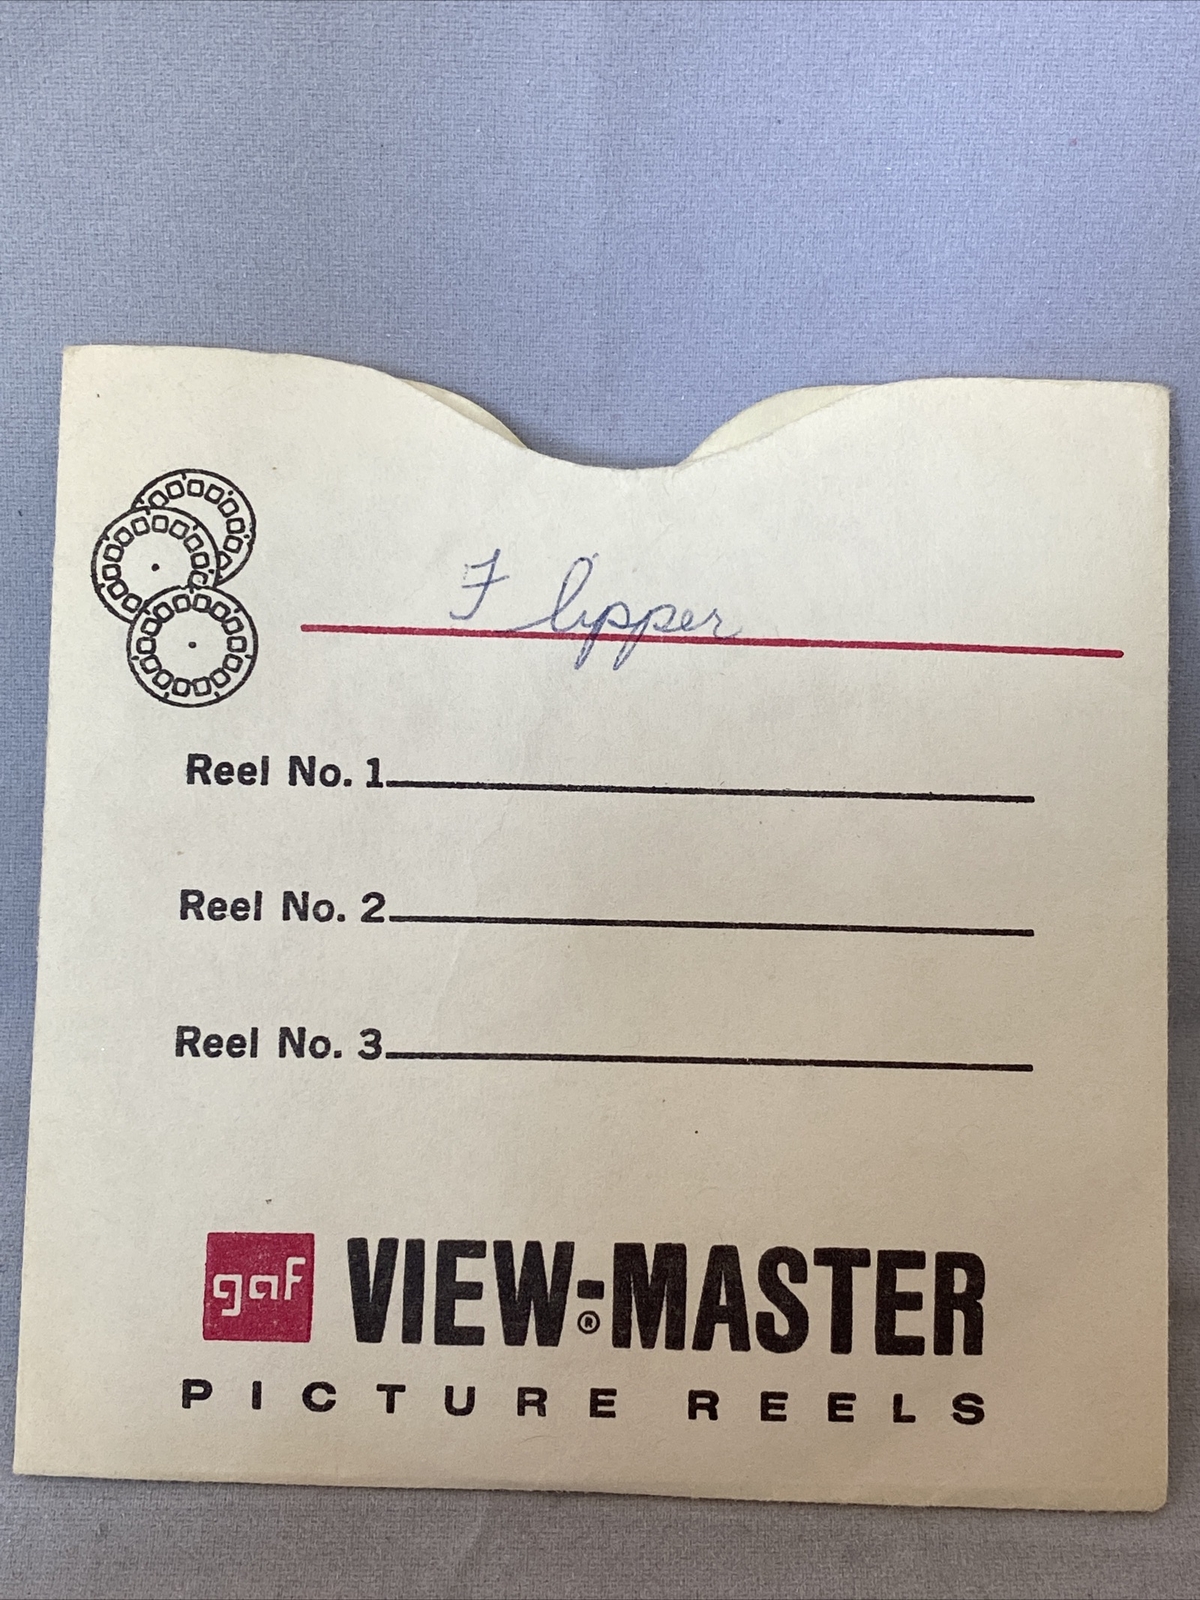 Flipper
Reel No. 1
Reel No. 2
Reel No. 3
gaf VIEW-MASTER®
PICTURE REELS